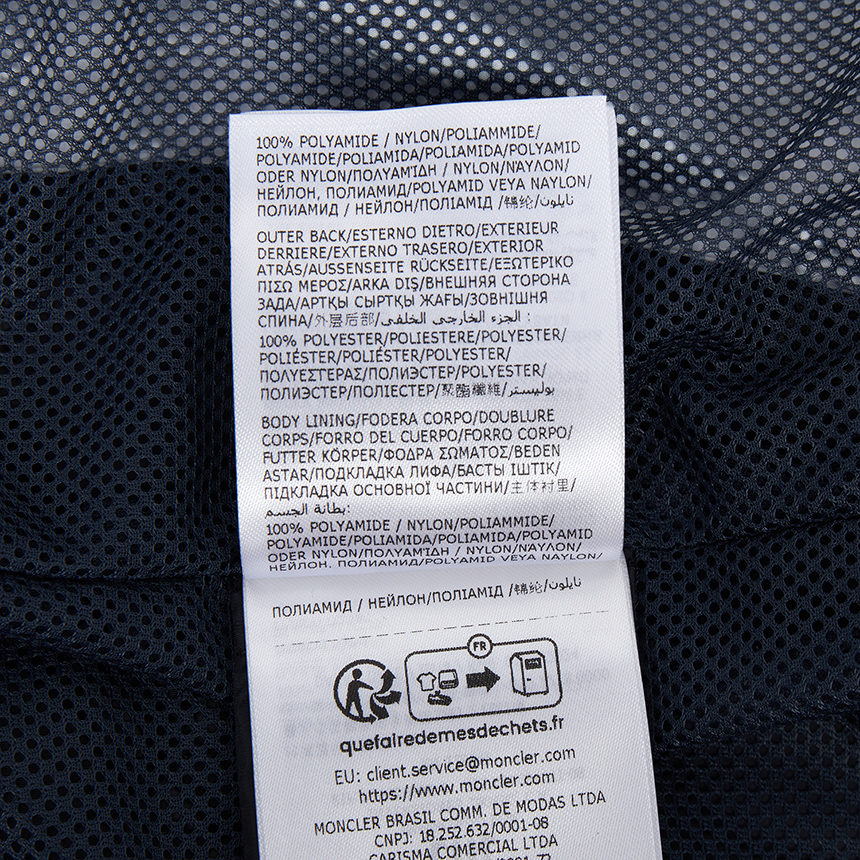 100% POLYAMIDE / NYLON/POLIAMMIDE/
POLYAMIDE/POLIAMIDA/POLIAMIDA/POLYAMID
ODER NYLON/ΠΟΛΥΑΜΊΔΗ / NYLON/ΝΆΥΛΟΝ/
НЕЙЛОН, ПОЛИАМИД/POLYAMID VEYA NAYLON/
ПОЛИАМИД / НЕЙЛОН/ПОЛІАМІД /锦纶/نايلون
OUTER BACK/ESTERNO DIETRO/EXTERIEUR
DERRIERE/EXTERNO TRASERO/EXTERIOR
ATRÁS/AUSSENSEITE RÜCKSEITE/ΕΞΩΤΕΡΙΚΟ
ΠΙΣΩ ΜΕΡΟΣ/ARKA DIŞ/ВНЕШНЯЯ СТОРОНА
ЗАДА/АРТҚЫ СЫРТҚЫ ЖАҒЫ/ЗОВНІШНЯ
СПИНА/外层后部/الجزء الخارجي الخلفي :
100% POLYESTER/POLIESTERE/POLYESTER/
POLIÉSTER/POLIÉSTER/POLYESTER/
ΠΟΛΥΕΣΤΕΡΑΣ/ПОЛИЭСТЕР/POLYESTER/
ПОЛИЭСТЕР/ПОЛІЕСТЕР/聚酯纖維/بوليستر
BODY LINING/FODERA CORPO/DOUBLURE
CORPS/FORRO DEL CUERPO/FORRO CORPO/
FUTTER KÖRPER/ΦΟΔΡΑ ΣΩΜΑΤΟΣ/BEDEN
ASTAR/ПОДКЛАДКА ЛИФА/БАСТЫ ІШТІК/
ПІДКЛАДКА ОСНОВНОЇ ЧАСТИНИ/主体衬里/
بطانة الجسم:
100% POLYAMIDE / NYLON/POLIAMMIDE/
POLYAMIDE/POLIAMIDA/POLIAMIDA/POLYAMID
ODER NYLON/ΠΟΛΥΑΜΊΔΗ / NYLON/ΝΆΥΛΟΝ/
НЕЙЛОН, ПОЛИАМИД/POLYAMID VEYA NAYLON/
ПОЛИАМИД / НЕЙЛОН/ПОЛІАМІД /锦纶/نايلون
FR
quefairedemesdechets.fr
EU: client.service@moncler.com
https://www.moncler.com
MONCLER BRASIL COMM. DE MODAS LTDA
CNPJ: 18.252.632/0001-08
CARISMA COMERCIAL LTDA